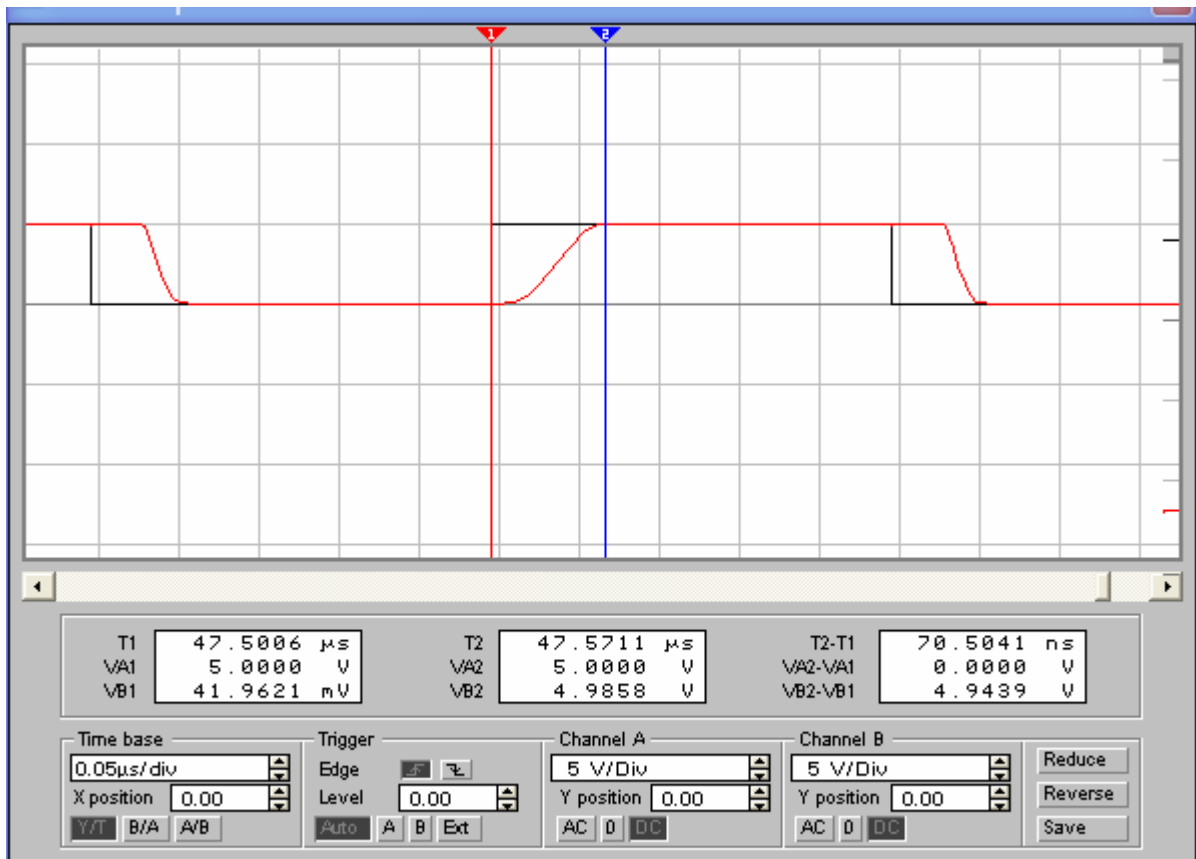 1 2
T1 47.5006 µs T2 47.5711 µs T2-T1 70.5041 ns
VA1 5.0000 V VA2 5.0000 V VA2-VA1 0.0000 V
VB1 41.9621 mV VB2 4.9858 V VB2-VB1 4.9439 V
Time base Trigger Channel A Channel B
0.05µs/div Edge 5 V/Div 5 V/Div Reduce
X position 0.00 Level 0.00 Y position 0.00 Y position 0.00 Reverse
Y/T B/A A/B Auto A B Ext AC 0 DC AC 0 DC Save